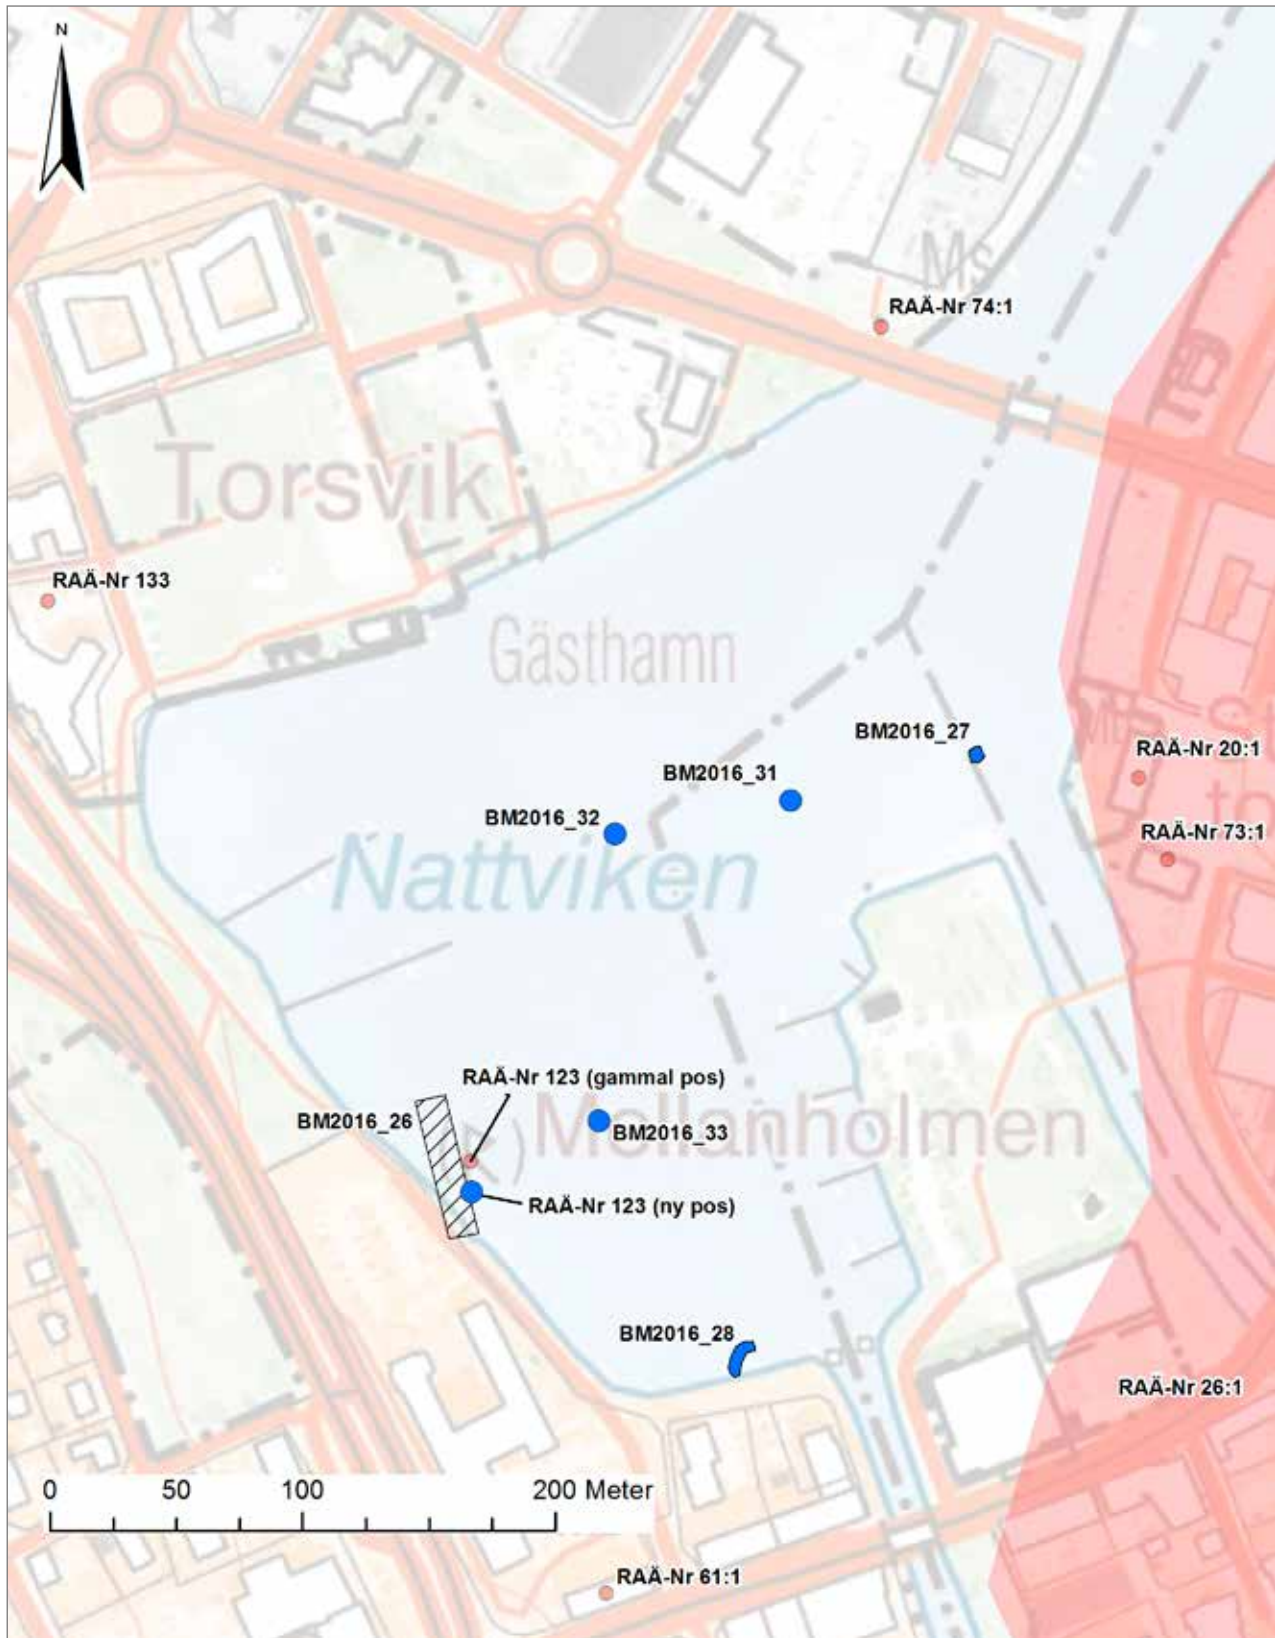 N
Ms
RAÄ-Nr 74:1
Torsvik
RAÄ-Nr 133
Gästhamn
BM2016_27
RAÄ-Nr 20:1
BM2016_31
BM2016_32
RAÄ-Nr 73:1
Nattviken
RAÄ-Nr 123 (gammal pos)
BM2016_26
Mellanholmen
BM2016_33
RAÄ-Nr 123 (ny pos)
BM2016_28
RAÄ-Nr 26:1
0 50 100 200 Meter
RAÄ-Nr 61:1